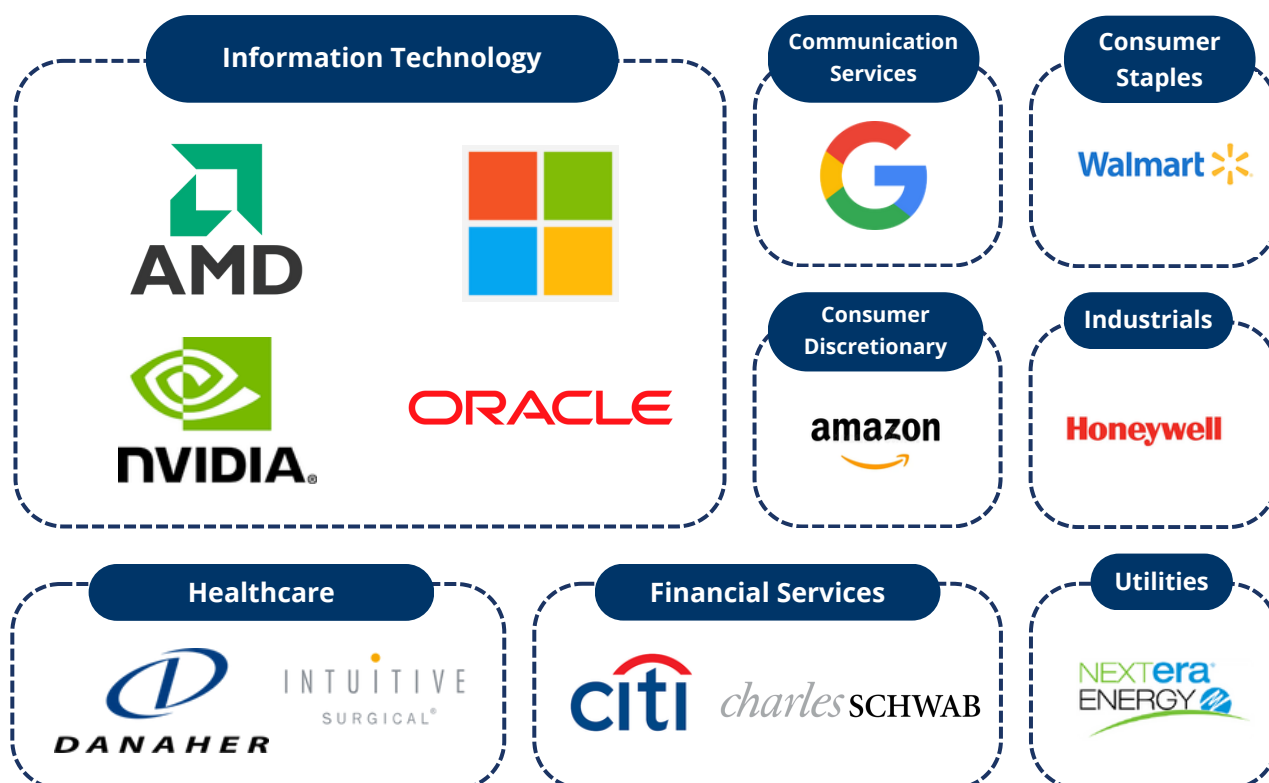 Information Technology
AMD
NVIDIA®
ORACLE
Communication
Services
G
Consumer
Staples
Walmart
Consumer
Discretionary
amazon
Industrials
Honeywell
Healthcare
DANAHER
INTUITIVE
SURGICAL®
Financial Services
citi
charles SCHWAB
Utilities
NEXTera®
ENERGY